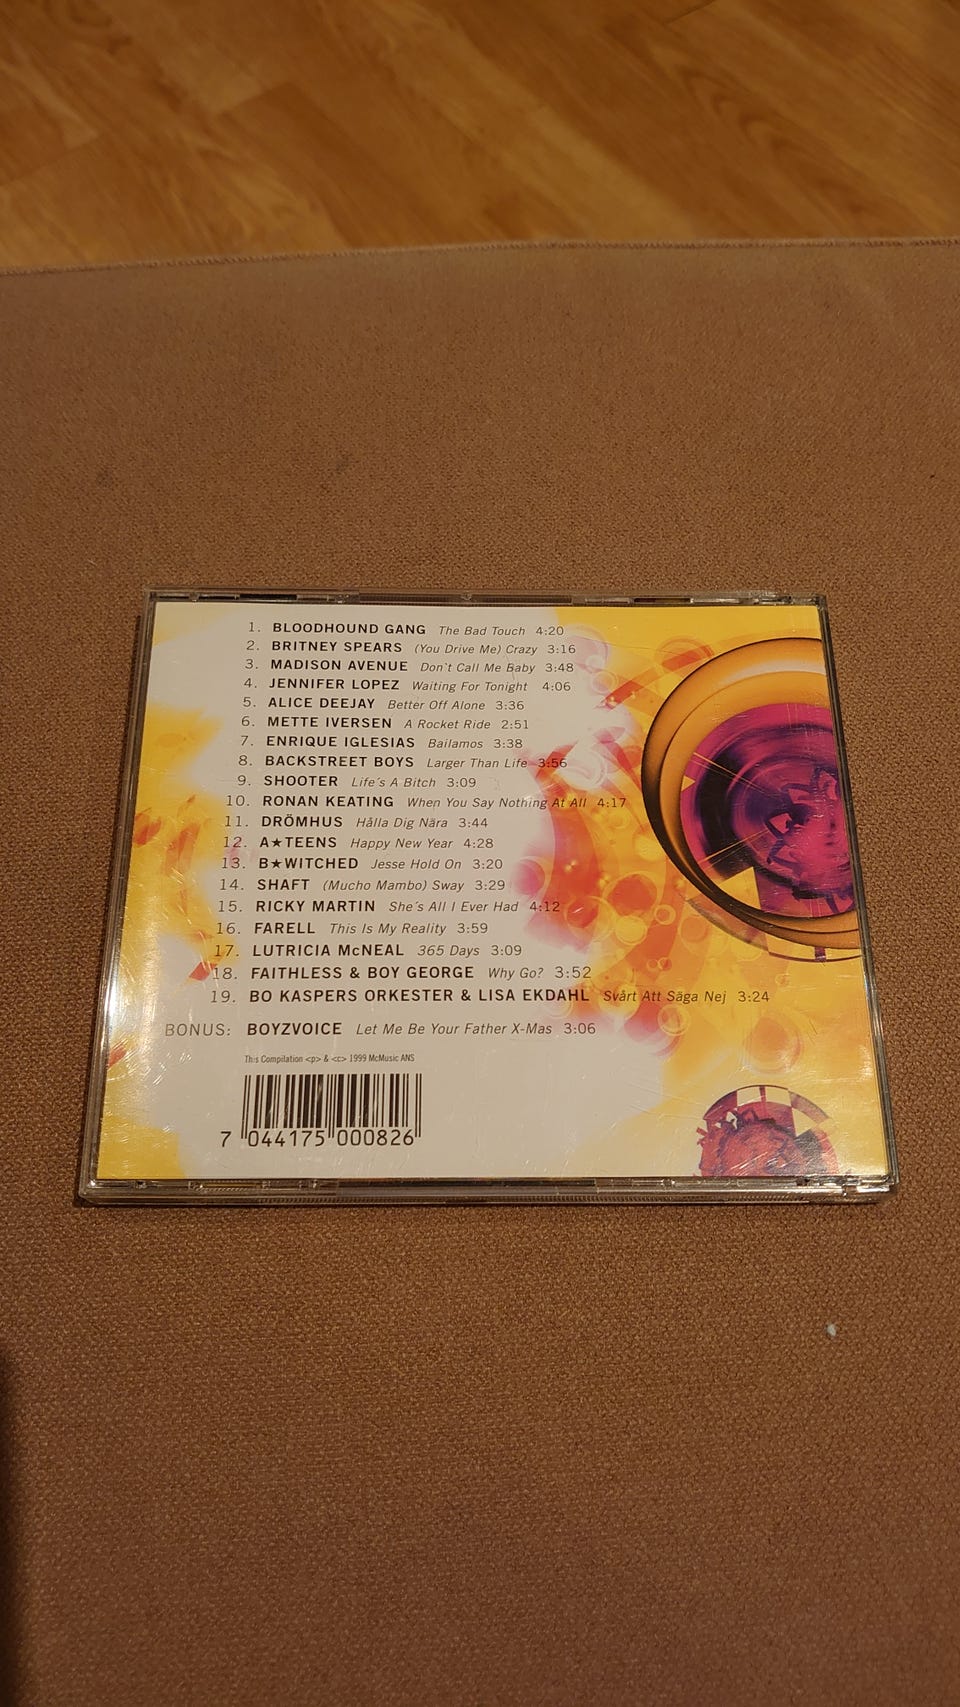 1. BLOODHOUND GANG The Bad Touch 4:20
2. BRITNEY SPEARS (You Drive Me) Crazy 3:16
3. MADISON AVENUE Don`t Call Me Baby 3:48
4. JENNIFER LOPEZ Waiting For Tonight 4:06
5. ALICE DEEJAY Better Off Alone 3:36
6. METTE IVERSEN A Rocket Ride 2:51
7. ENRIQUE IGLESIAS Bailamos 3:38
8. BACKSTREET BOYS Larger Than Life 3:56
9. SHOOTER Life´s A Bitch 3:09
10. RONAN KEATING When You Say Nothing At All 4:17
11. DRÖMHUS Hålla Dig Nära 3:44
12. A★TEENS Happy New Year 4:28
13. B★WITCHED Jesse Hold On 3:20
14. SHAFT (Mucho Mambo) Sway 3:29
15. RICKY MARTIN She´s All I Ever Had 4:12
16. FARELL This Is My Reality 3:59
17. LUTRICIA McNEAL 365 Days 3:09
18. FAITHLESS & BOY GEORGE Why Go? 3:52
19. BO KASPERS ORKESTER & LISA EKDAHL Svårt Att Säga Nej 3:24
BONUS: BOYZVOICE Let Me Be Your Father X-Mas 3:06
This Compilation <p> & <c> 1999 McMusic ANS
7 044175 000826